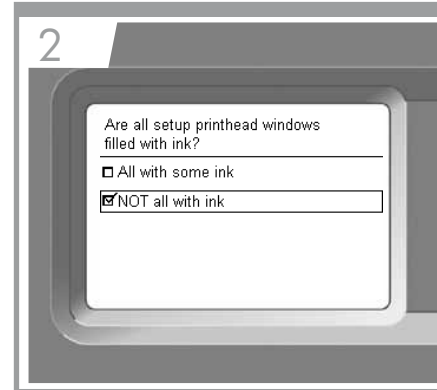 2
Are all setup printhead windows
filled with ink?
All with some ink
NOT all with ink